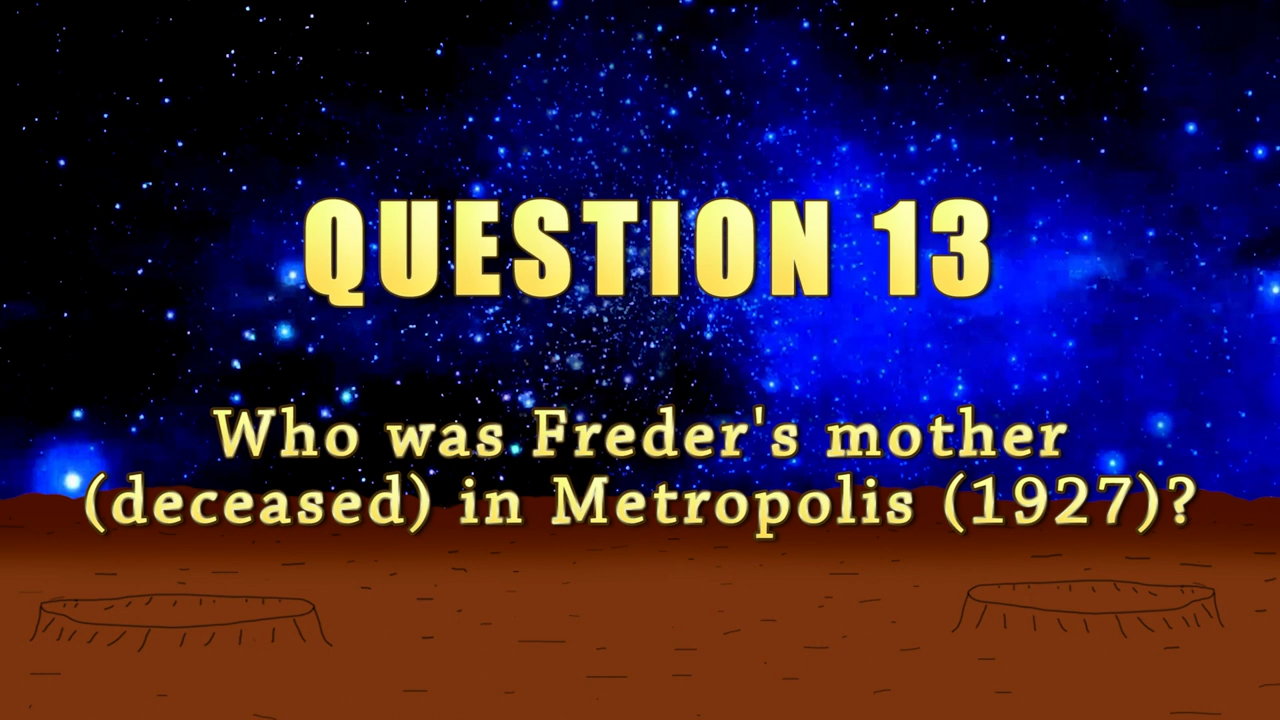 QUESTION 13
Who was Freder's mother
(deceased) in Metropolis (1927)?